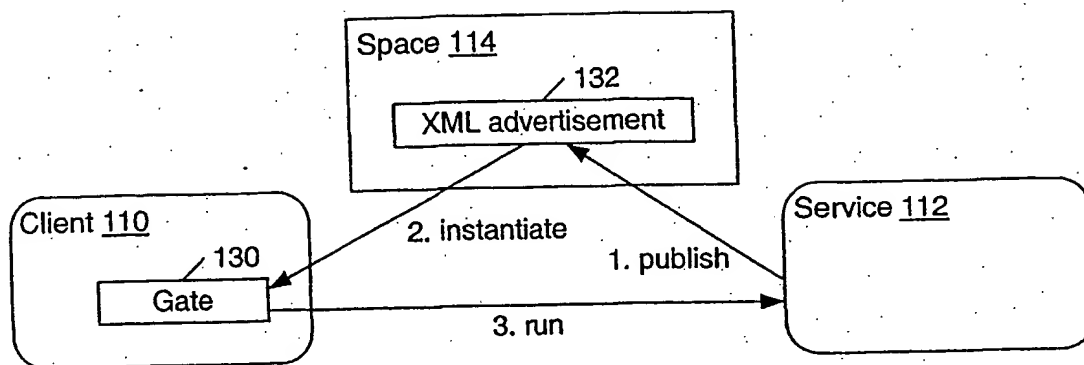 Space 114
132
XML advertisement
Client 110
2. instantiate
Service 112
130
1. publish
Gate
3. run